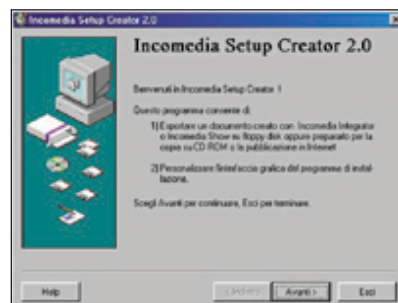 Incomedia Setup Creator 2.0
Incomedia Setup Creator 2.0
Benvenuti in Incomedia Setup Creator !
Questo programma consente di:
1) Esportare un documento creato con Incomedia Integrator
o Incomedia Show su floppy disk oppure prepararlo per la
copia su CD ROM o la pubblicazione in Internet
2) Personalizzare l'interfaccia grafica del programma di instal-
lazione.
Scegli Avanti per continuare, Esci per terminare.
Help
< Indietro
Avanti >
Esci